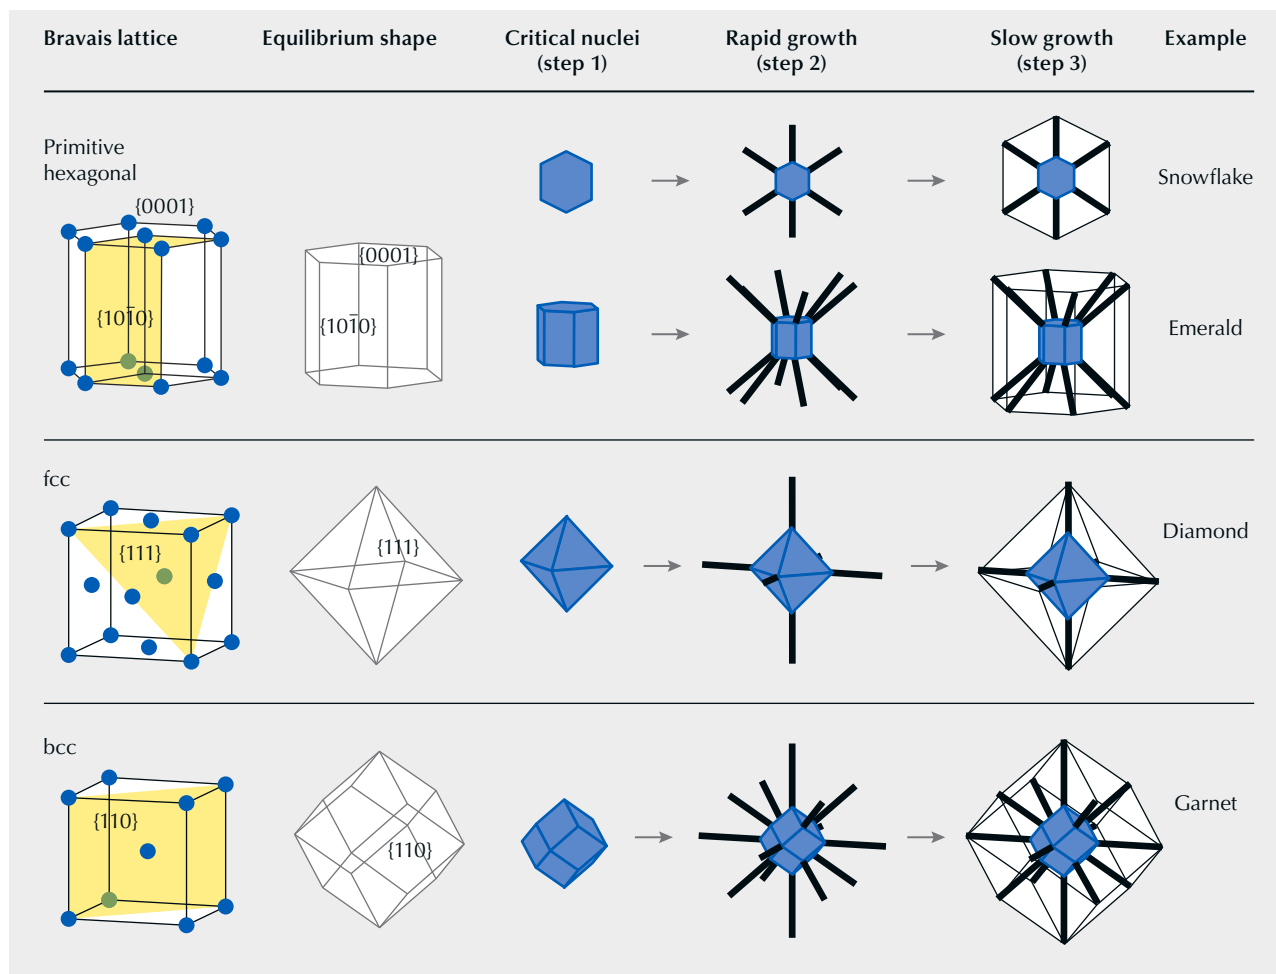 Bravais lattice
Equilibrium shape
Critical nuclei
(step 1)
Rapid growth
(step 2)
Slow growth
(step 3)
Example
Primitive
hexagonal
{0001}
{101̅0}
{0001}
{101̅0}
Snowflake
Emerald
fcc
{111}
{111}
Diamond
bcc
{110}
{110}
Garnet